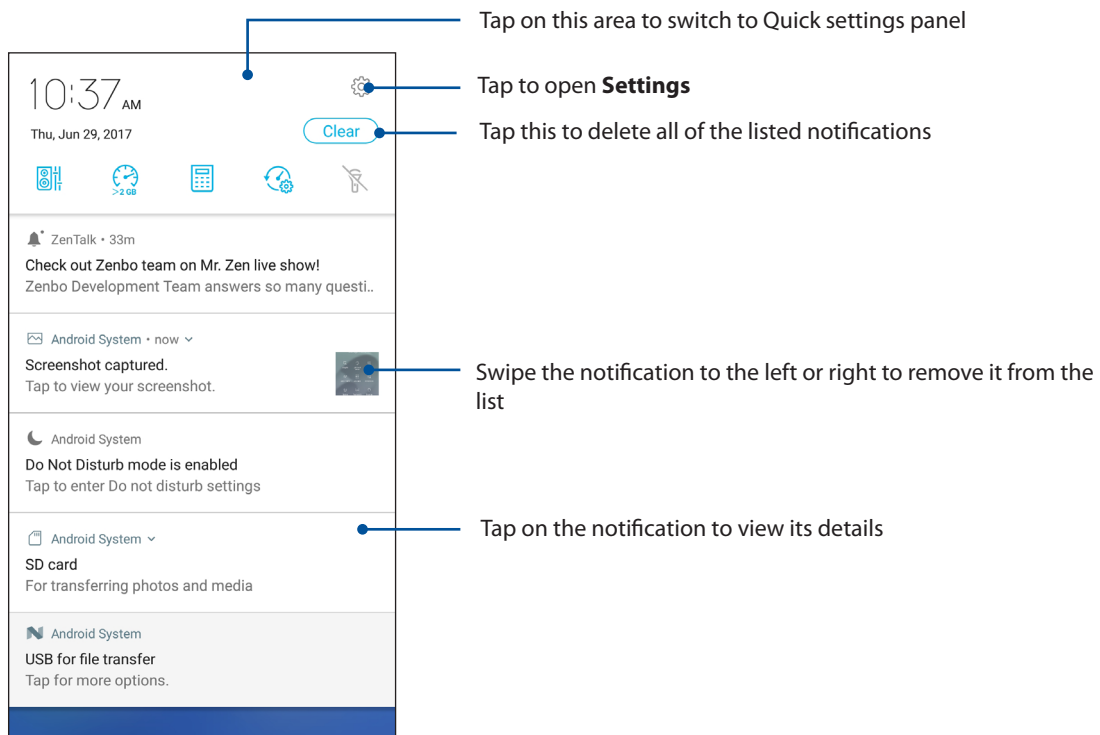 Tap on this area to switch to Quick settings panel
10:37 AM
Tap to open Settings
Thu, Jun 29, 2017
Clear
Tap this to delete all of the listed notifications
>2 GB
ZenTalk • 33m
Check out Zenbo team on Mr. Zen live show!
Zenbo Development Team answers so many questi..
Android System • now
Screenshot captured.
Tap to view your screenshot.
Swipe the notification to the left or right to remove it from the
list
Android System
Do Not Disturb mode is enabled
Tap to enter Do not disturb settings
Android System
SD card
For transferring photos and media
Tap on the notification to view its details
Android System
USB for file transfer
Tap for more options.